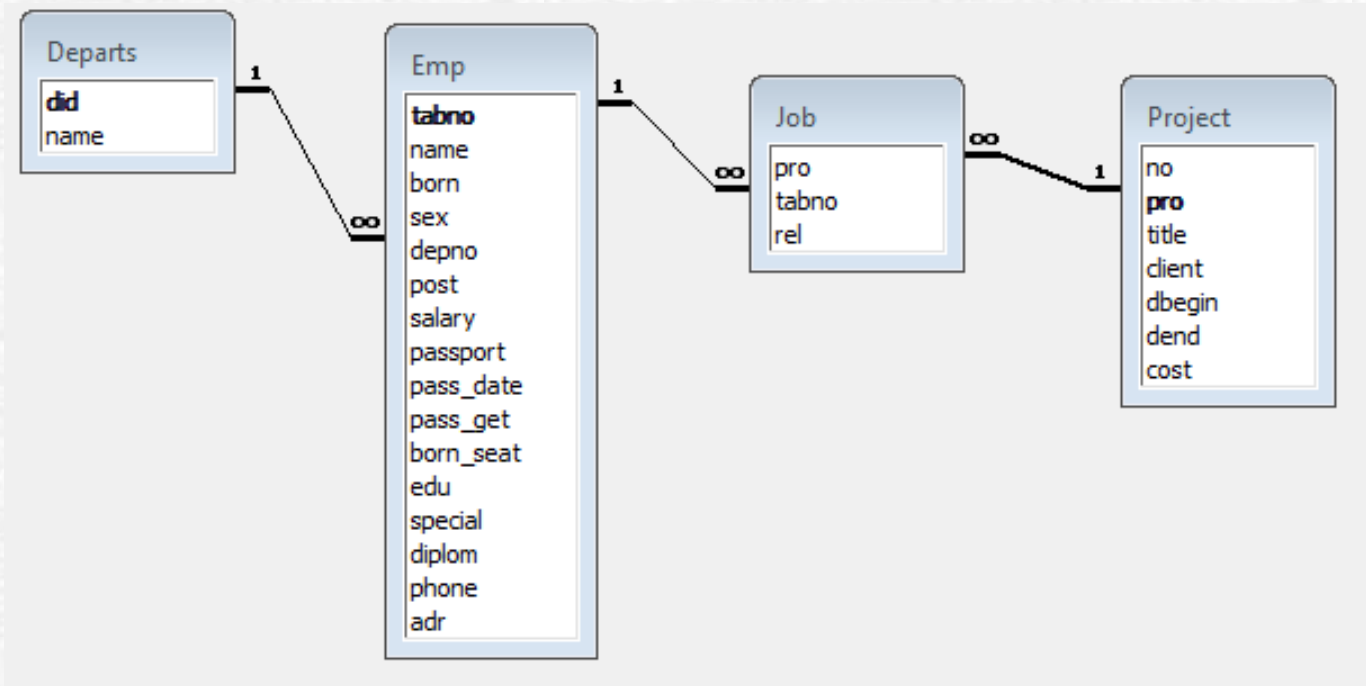 Departs
did
name
1
∞
Emp
tabno
name
born
sex
depno
post
salary
passport
pass_date
pass_get
born_seat
edu
special
diplom
phone
adr
1
∞
Job
pro
tabno
rel
∞
1
Project
no
pro
title
client
dbegin
dend
cost